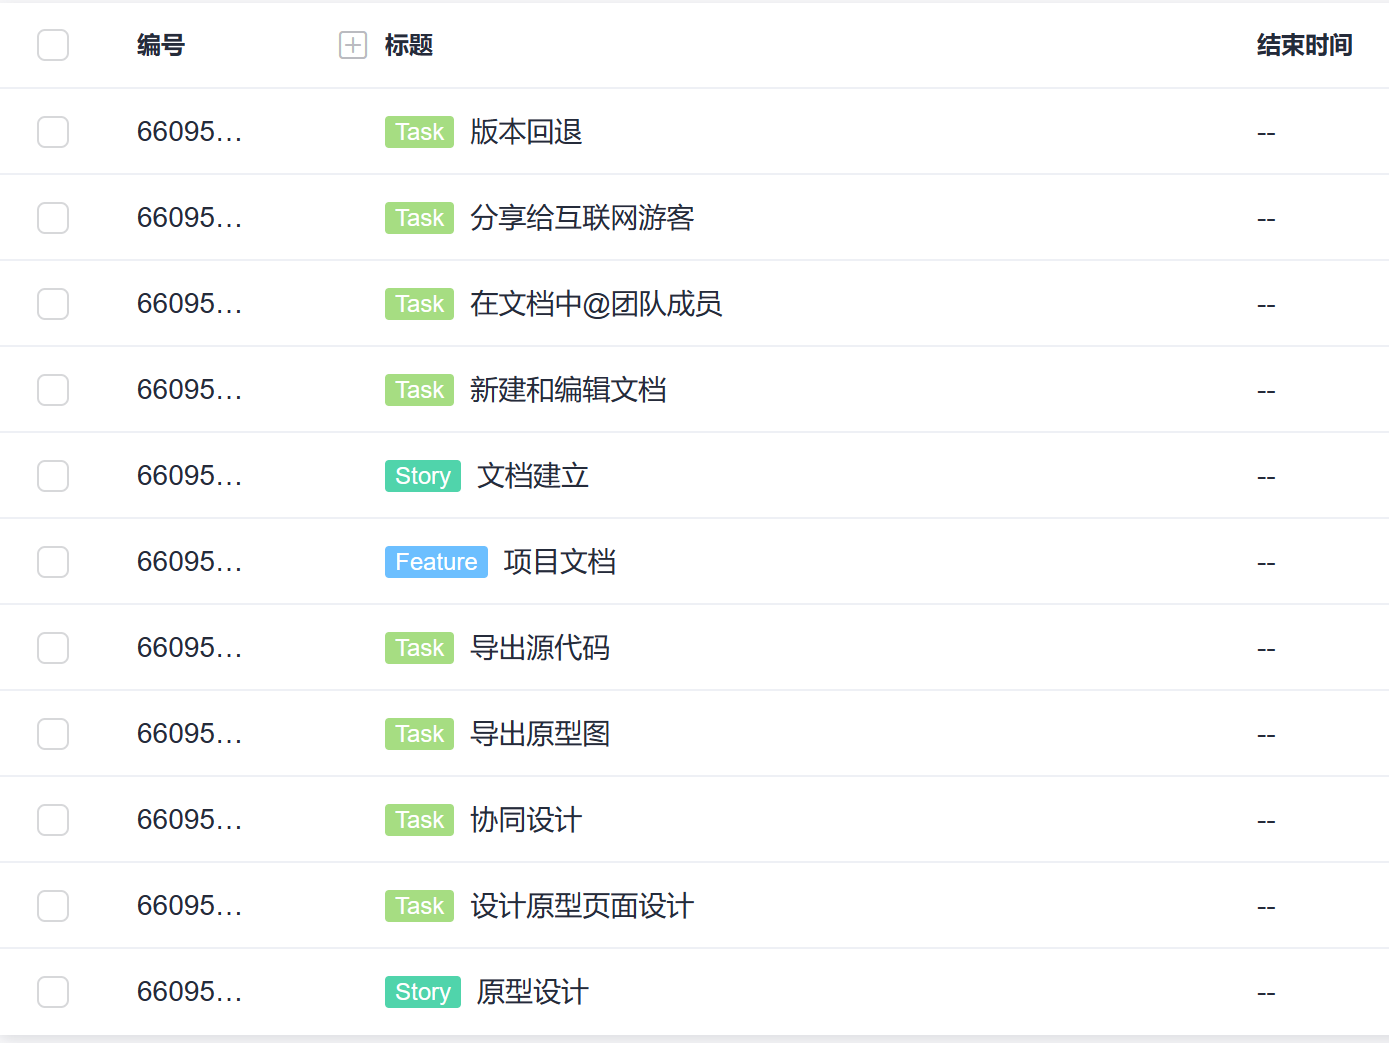 编号 标题 结束时间
66095... Task 版本回退 --
66095... Task 分享给互联网游客 --
66095... Task 在文档中@团队成员 --
66095... Task 新建和编辑文档 --
66095... Story 文档建立 --
66095... Feature 项目文档 --
66095... Task 导出源代码 --
66095... Task 导出原型图 --
66095... Task 协同设计 --
66095... Task 设计原型页面设计 --
66095... Story 原型设计 --